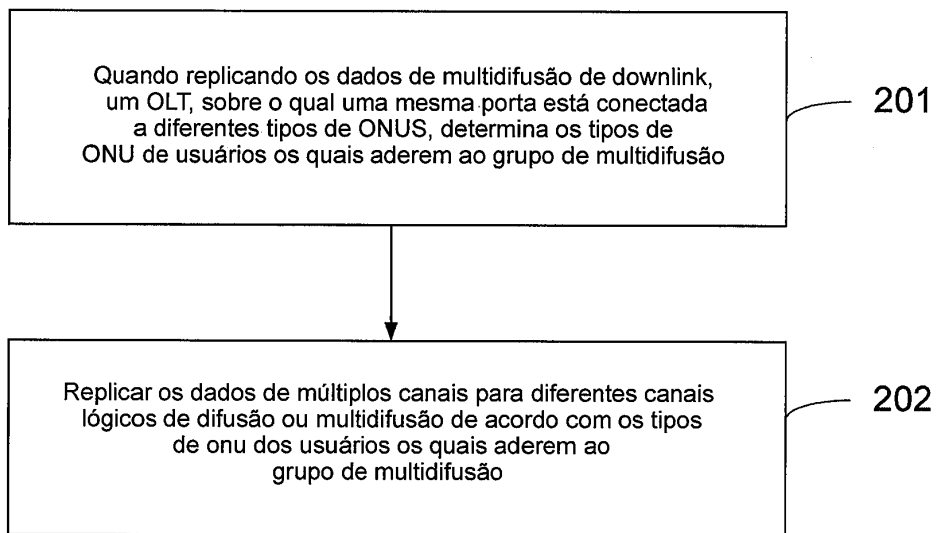 Quando replicando os dados de multidifusão de downlink,
um OLT, sobre o qual uma mesma porta está conectada
a diferentes tipos de ONUS, determina os tipos de
ONU de usuários os quais aderem ao grupo de multidifusão
201
Replicar os dados de múltiplos canais para diferentes canais
lógicos de difusão ou multidifusão de acordo com os tipos
de onu dos usuários os quais aderem ao
grupo de multidifusão
202